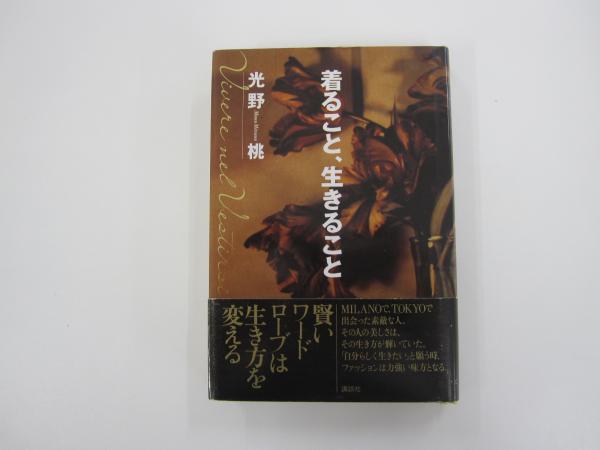 着ること、生きること
光野 桃
Momo Mitsuno
Vivere nel Vestirsi
賢い
ワード
ローブは
生き方を
変える
MILANOで、TOKYOで
出会った素敵な人。
その人の美しさは、
その生き方が輝いていた。
「自分らしく生きたい」と願う時、
ファッションは力強い味方となる。
講談社